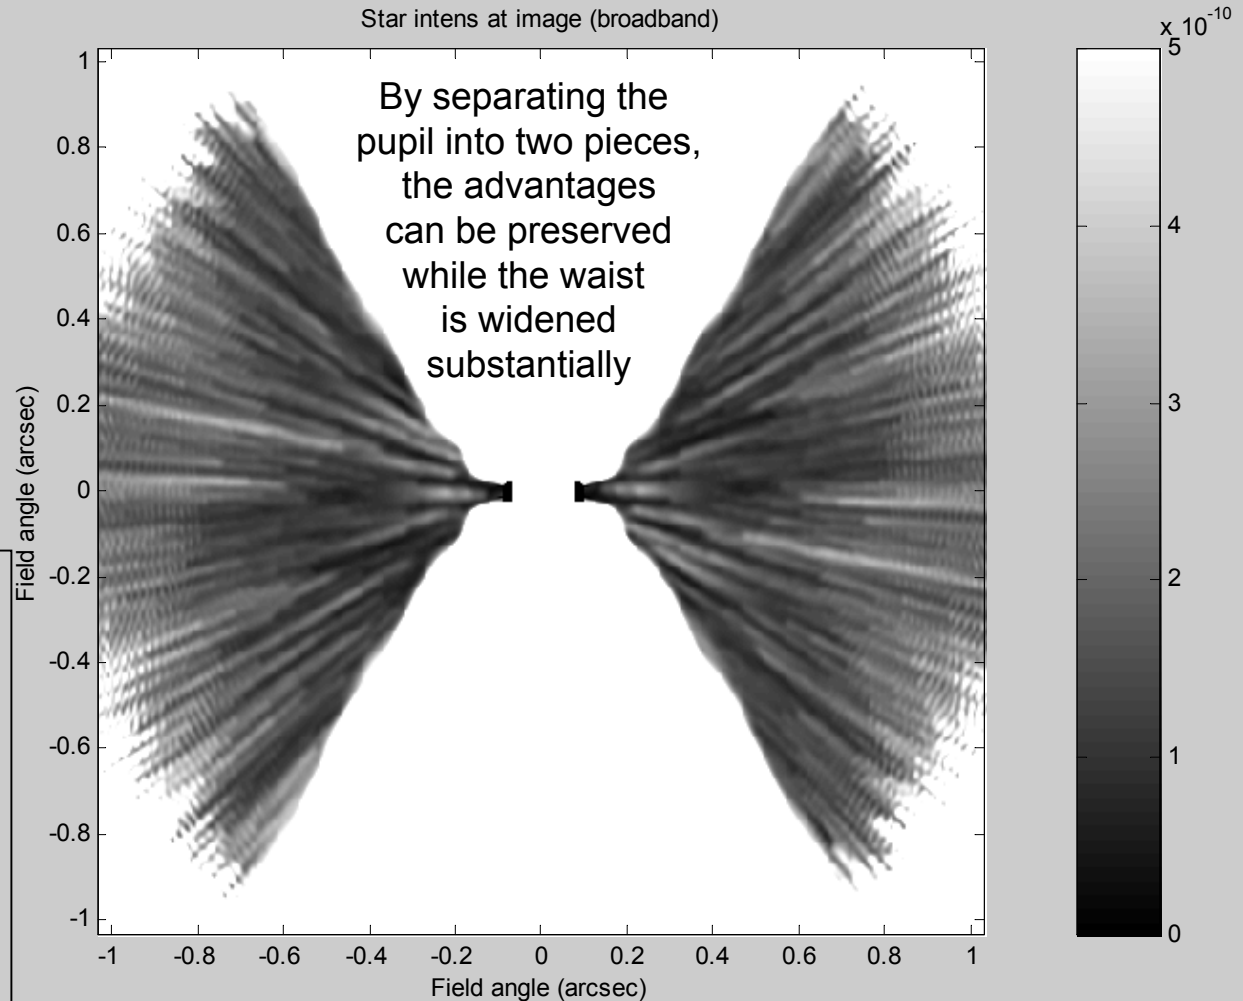 Star intens at image (broadband)
x 10^-10
By separating the
pupil into two pieces,
the advantages
can be preserved
while the waist
is widened
substantially
Field angle (arcsec)
1
0.8
0.6
0.4
0.2
0
-0.2
-0.4
-0.6
-0.8
-1
-1 -0.8 -0.6 -0.4 -0.2 0 0.2 0.4 0.6 0.8 1
Field angle (arcsec)
5
4
3
2
1
0